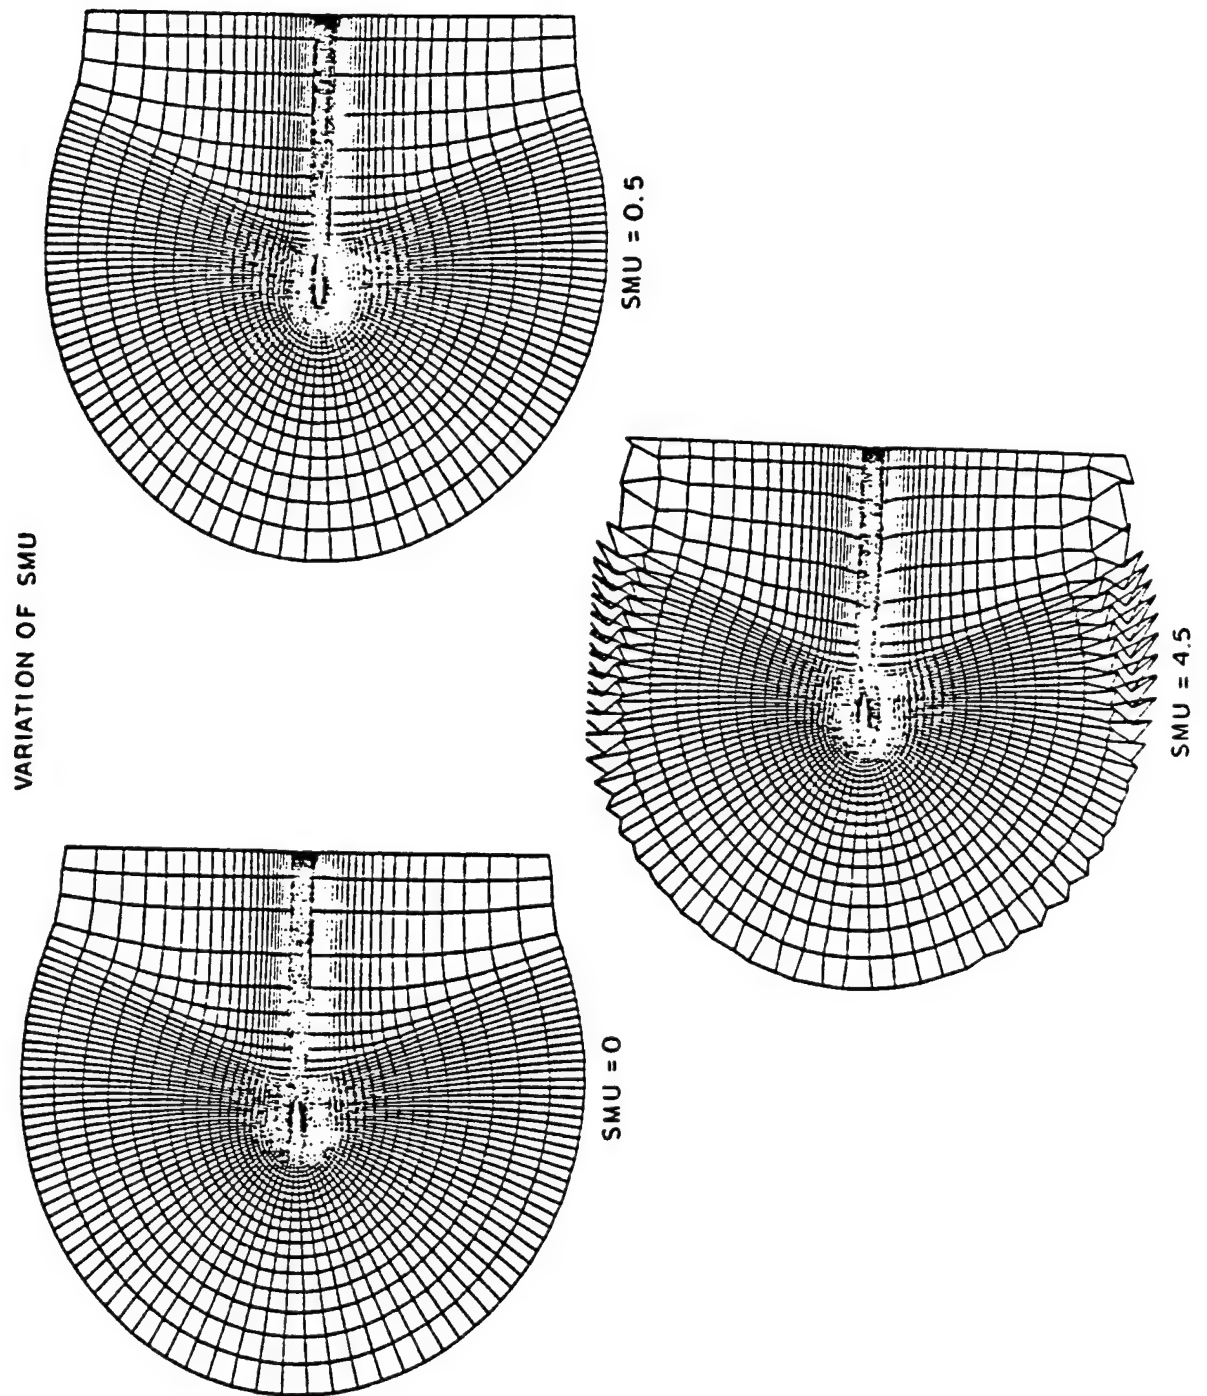 VARIATION OF SMU
SMU = 0
SMU = 0.5
SMU = 4.5